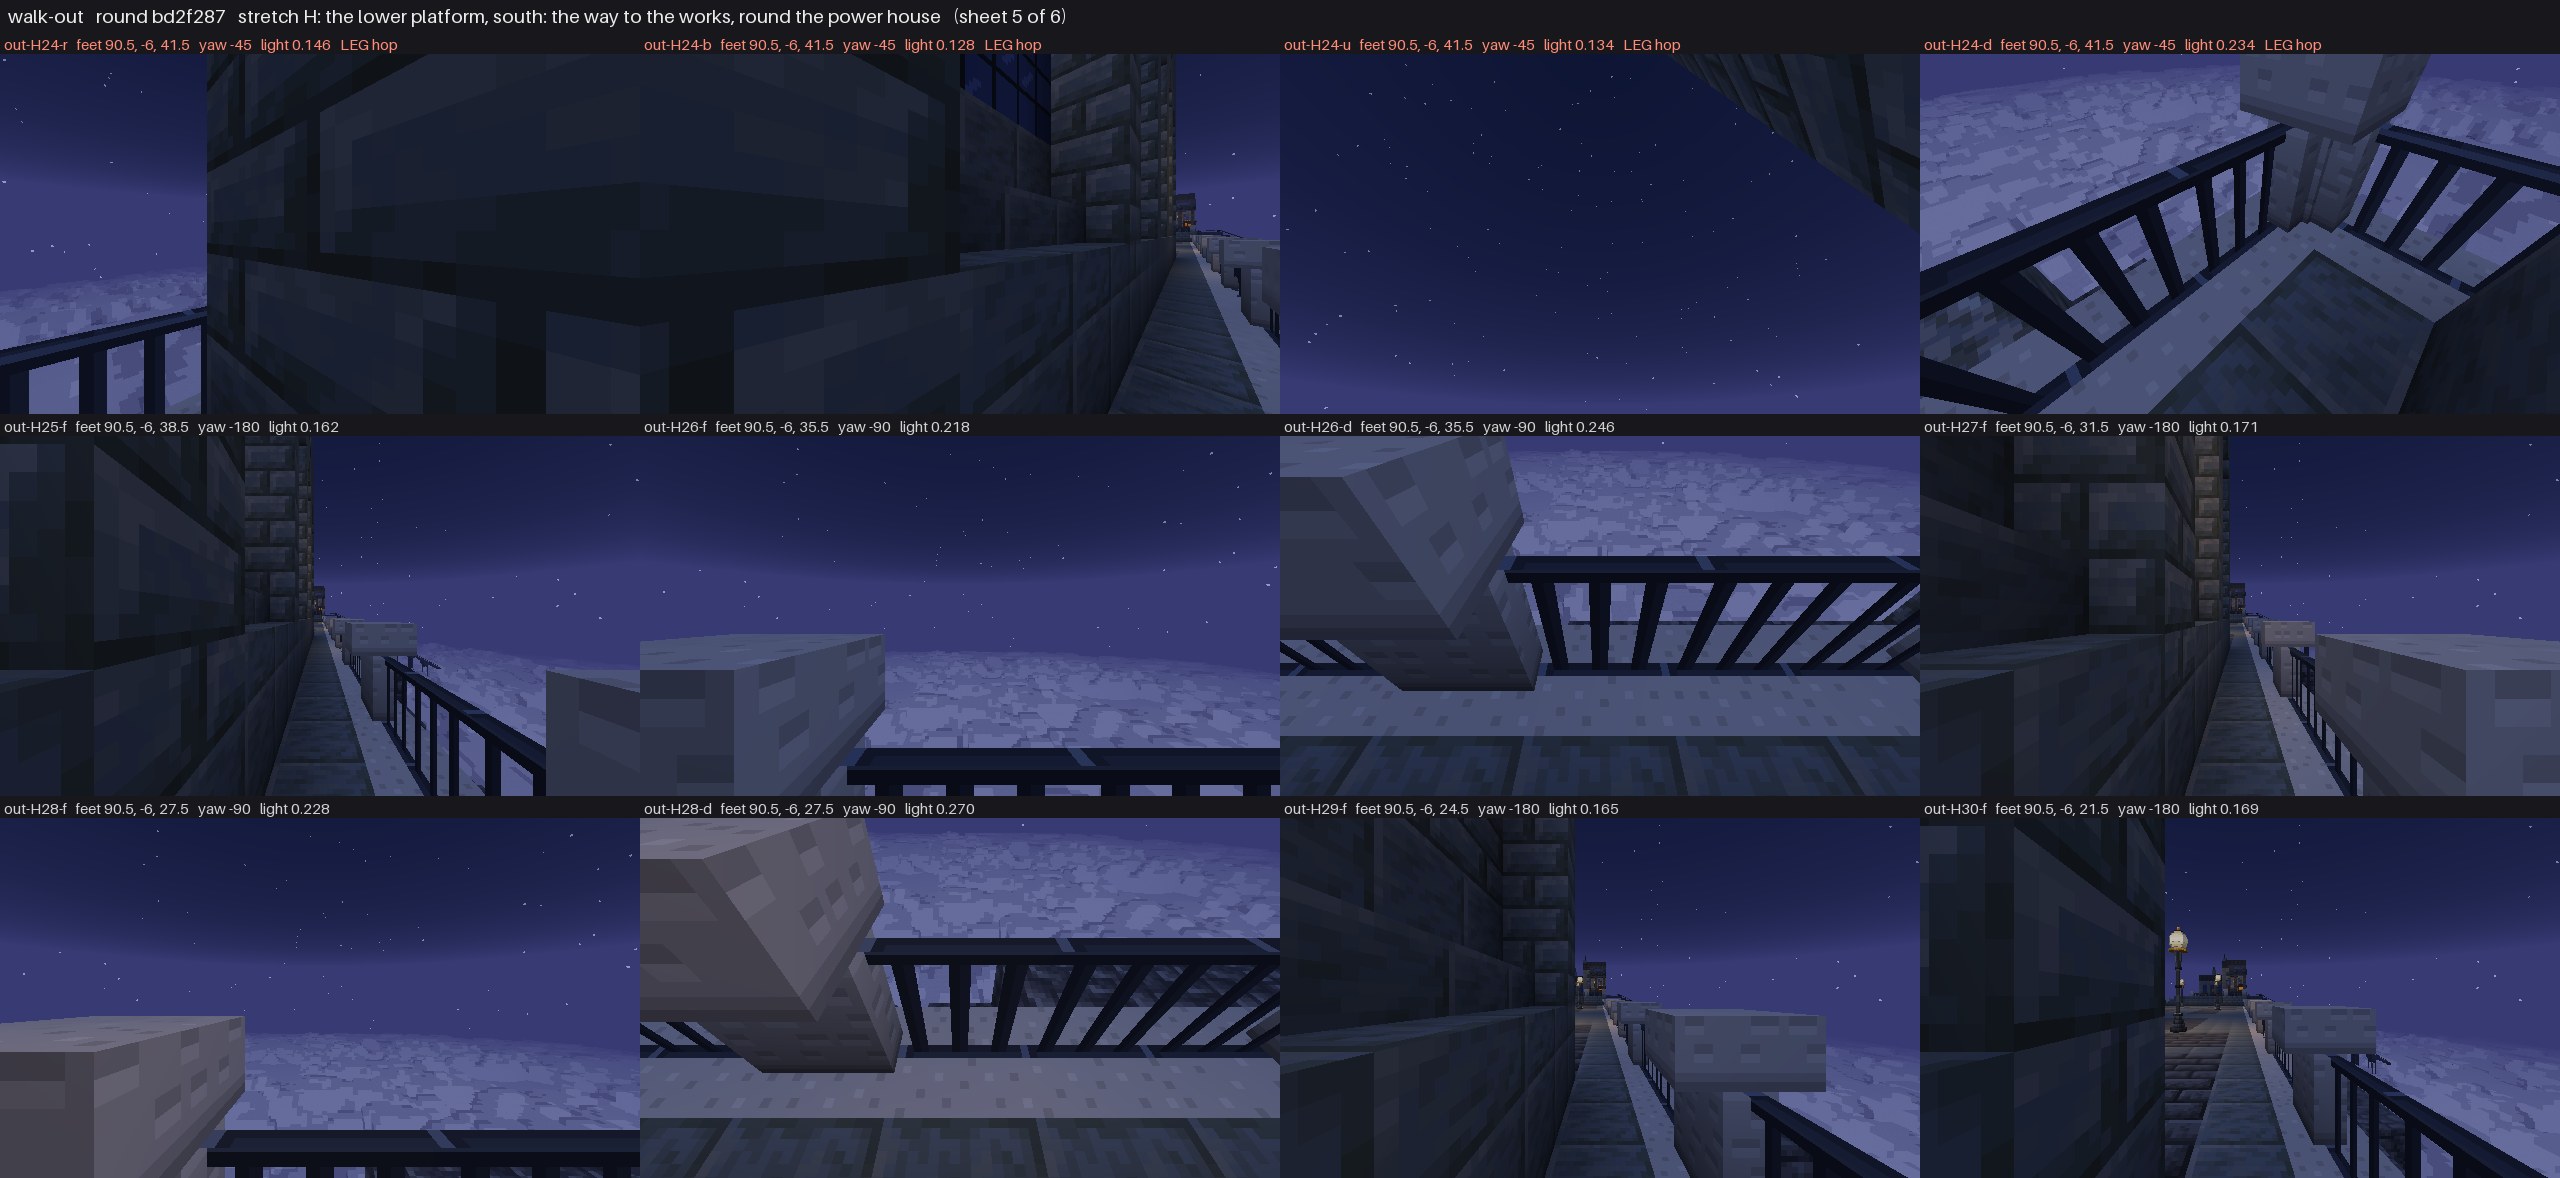 walk-out round bd2f287 stretch H: the lower platform, south: the way to the works, round the power house (sheet 5 of 6)
out-H24-r feet 90.5, -6, 41.5 yaw -45 light 0.146 LEG hop
out-H24-b feet 90.5, -6, 41.5 yaw -45 light 0.128 LEG hop
out-H24-u feet 90.5, -6, 41.5 yaw -45 light 0.134 LEG hop
out-H24-d feet 90.5, -6, 41.5 yaw -45 light 0.234 LEG hop
out-H25-f feet 90.5, -6, 38.5 yaw -180 light 0.162
out-H26-f feet 90.5, -6, 35.5 yaw -90 light 0.218
out-H26-d feet 90.5, -6, 35.5 yaw -90 light 0.246
out-H27-f feet 90.5, -6, 31.5 yaw -180 light 0.171
out-H28-f feet 90.5, -6, 27.5 yaw -90 light 0.228
out-H28-d feet 90.5, -6, 27.5 yaw -90 light 0.270
out-H29-f feet 90.5, -6, 24.5 yaw -180 light 0.165
out-H30-f feet 90.5, -6, 21.5 yaw -180 light 0.169